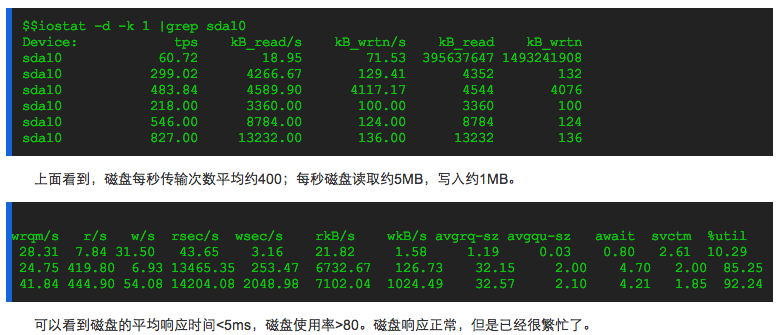 $$iostat -d -k 1 |grep sda10
Device: tps kB_read/s kB_wrtn/s kB_read kB_wrtn
sda10 60.72 18.95 71.53 395637647 1493241908
sda10 299.02 4266.67 129.41 4352 132
sda10 483.84 4589.90 4117.17 4544 4076
sda10 218.00 3360.00 100.00 3360 100
sda10 546.00 8784.00 124.00 8784 124
sda10 827.00 13232.00 136.00 13232 136
上面看到，磁盘每秒传输次数平均约400；每秒磁盘读取约5MB，写入约1MB。
wrqm/s r/s w/s rsec/s wsec/s rkB/s wkB/s avgrq-sz avgqu-sz await svctm %util
28.31 7.84 31.50 43.65 3.16 21.82 1.58 1.19 0.03 0.80 2.61 10.29
24.75 419.80 6.93 13465.35 253.47 6732.67 126.73 32.15 2.00 4.70 2.00 85.25
41.84 444.90 54.08 14204.08 2048.98 7102.04 1024.49 32.57 2.10 4.21 1.85 92.24
可以看到磁盘的平均响应时间<5ms，磁盘使用率>80。磁盘响应正常，但是已经很繁忙了。